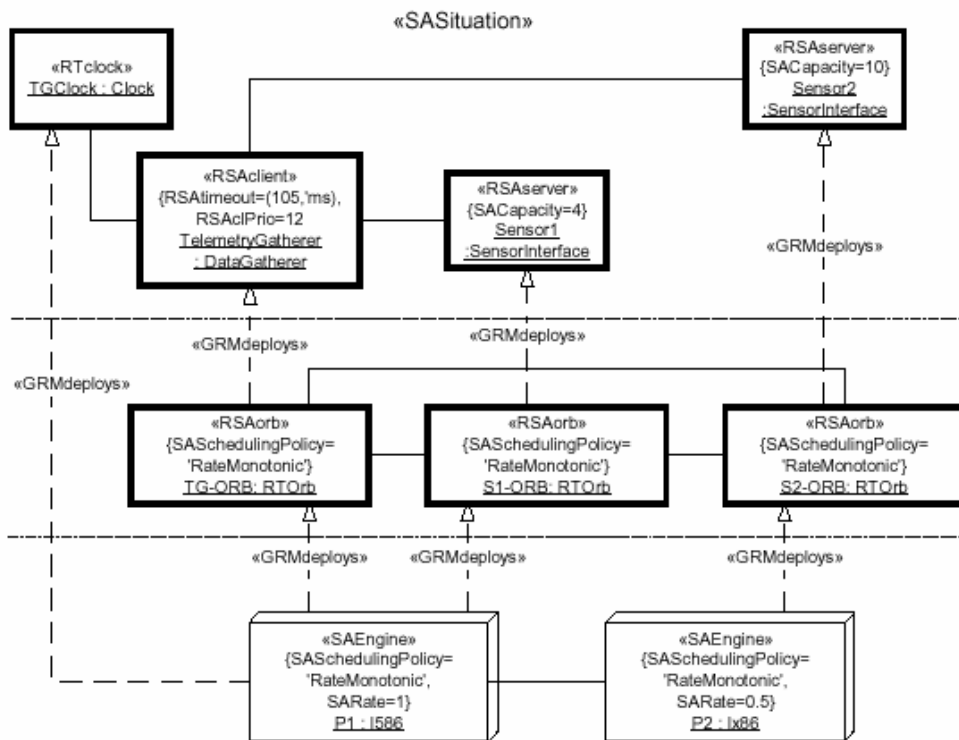 «SASituation»
«RTclock»
TGClock : Clock
«RSAserver»
{SACapacity=10}
Sensor2
:SensorInterface
«RSAclient»
{RSAtimeout=(105,'ms),
RSAclPrio=12
TelemetryGatherer
: DataGatherer
«RSAserver»
{SACapacity=4}
Sensor1
:SensorInterface
«GRMdeploys»
«GRMdeploys»
«GRMdeploys»
«GRMdeploys»
«RSAorb»
{SASchedulingPolicy=
'RateMonotonic'}
TG-ORB: RTOrb
«RSAorb»
{SASchedulingPolicy=
'RateMonotonic'}
S1-ORB: RTOrb
«RSAorb»
{SASchedulingPolicy=
'RateMonotonic'}
S2-ORB: RTOrb
«GRMdeploys»
«GRMdeploys»
«GRMdeploys»
«SAEngine»
{SASchedulingPolicy=
'RateMonotonic',
SARate=1}
P1 : I586
«SAEngine»
{SASchedulingPolicy=
'RateMonotonic',
SARate=0.5}
P2 : Ix86